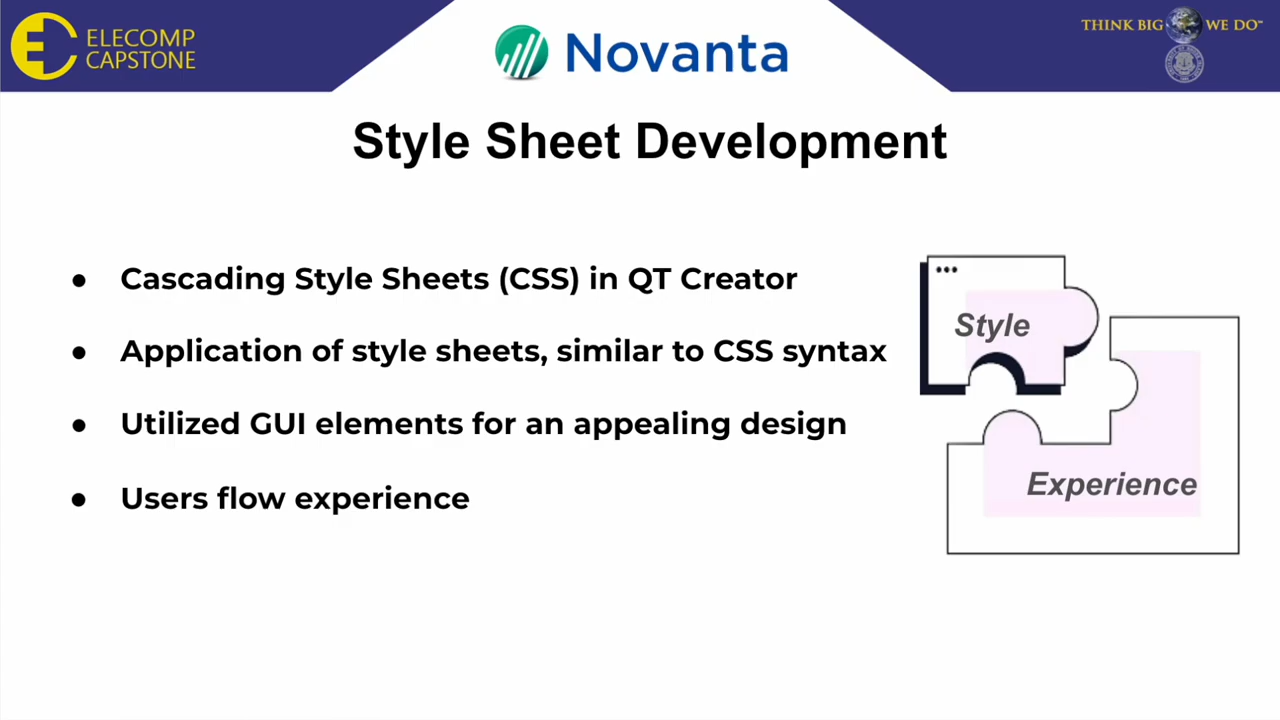 ELECOMP
CAPSTONE
Novanta
THINK BIG WE DO™
Style Sheet Development
● Cascading Style Sheets (CSS) in QT Creator
● Application of style sheets, similar to CSS syntax
● Utilized GUI elements for an appealing design
● Users flow experience
Style
Experience